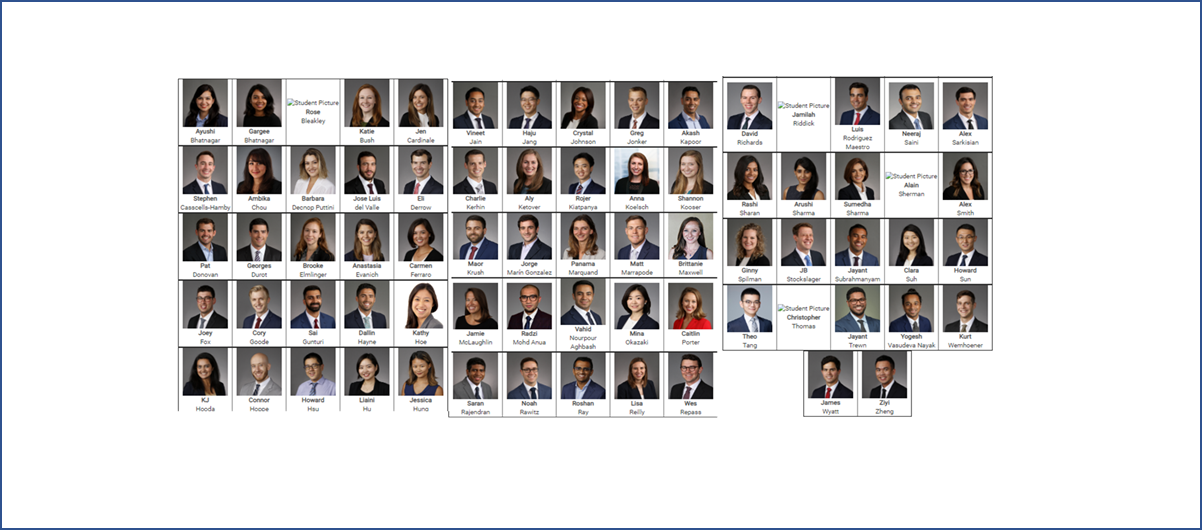 Ayushi
Bhatnagar
Gargee
Bhatnagar
Student Picture
Rose
Bleakley
Katie
Bush
Jen
Cardinale
Stephen
Casscells-Hamby
Ambika
Chou
Barbara
Decnop Puttini
Jose Luis
del Valle
Eli
Derrow
Pat
Donovan
Georges
Durot
Brooke
Elmlinger
Anastasia
Evanich
Carmen
Ferraro
Joey
Fox
Cory
Goode
Sai
Gunturi
Dallin
Hayne
Kathy
Hoe
KJ
Hooda
Connor
Hoppe
Howard
Hsu
Liaini
Hu
Jessica
Hung
Vineet
Jain
Haju
Jang
Crystal
Johnson
Greg
Jonker
Akash
Kapoor
Charlie
Kerhin
Aly
Ketover
Rojer
Kiatpanya
Anna
Koelsch
Shannon
Kooser
Maor
Krush
Jorge
Marín Gonzalez
Panama
Marquand
Matt
Marrapode
Brittanie
Maxwell
Jamie
McLaughlin
Radzi
Mohd Anua
Vahid
Nourpour
Aghbash
Mina
Okazaki
Caitlin
Porter
Saran
Rajendran
Noah
Rawitz
Roshan
Ray
Lisa
Reilly
Wes
Repass
David
Richards
Student Picture
Jamilah
Riddick
Luis
Rodriguez
Maestro
Neeraj
Saini
Alex
Sarkisian
Rashi
Sharan
Arushi
Sharma
Sumedha
Sharma
Student Picture
Alain
Sherman
Alex
Smith
Ginny
Spilman
JB
Stockslager
Jayant
Subrahmanyam
Clara
Suh
Howard
Sun
Theo
Tang
Student Picture
Christopher
Thomas
Jeyant
Trewn
Yogesh
Vasudeva Nayak
Kurt
Wemhoener
James
Wyatt
Ziyi
Zheng